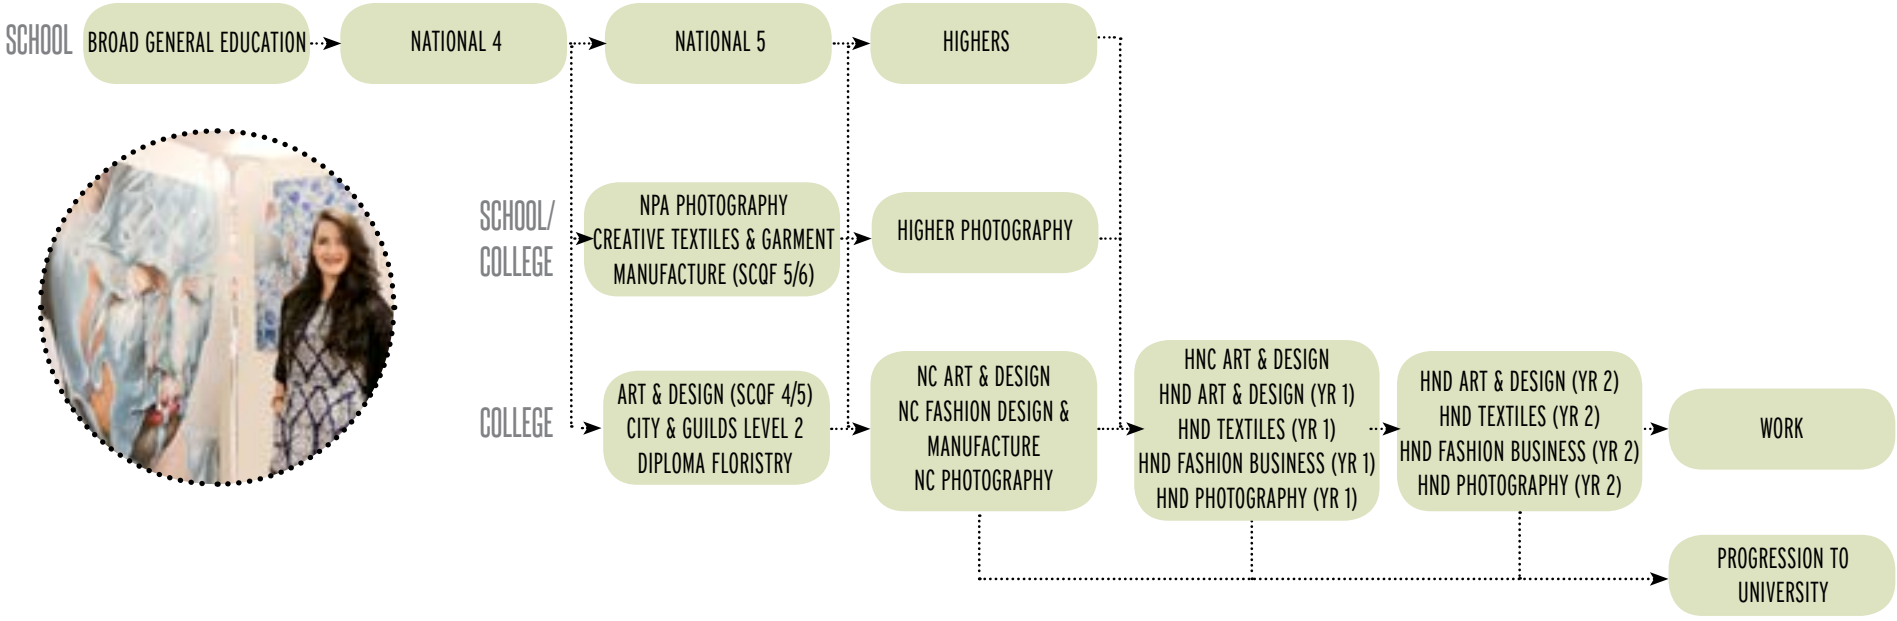 SCHOOL
BROAD GENERAL EDUCATION
NATIONAL 4
NATIONAL 5
HIGHERS
SCHOOL/
COLLEGE
NPA PHOTOGRAPHY
CREATIVE TEXTILES & GARMENT
MANUFACTURE (SCQF 5/6)
HIGHER PHOTOGRAPHY
COLLEGE
ART & DESIGN (SCQF 4/5)
CITY & GUILDS LEVEL 2
DIPLOMA FLORISTRY
NC ART & DESIGN
NC FASHION DESIGN &
MANUFACTURE
NC PHOTOGRAPHY
HNC ART & DESIGN
HND ART & DESIGN (YR 1)
HND TEXTILES (YR 1)
HND FASHION BUSINESS (YR 1)
HND PHOTOGRAPHY (YR 1)
HND ART & DESIGN (YR 2)
HND TEXTILES (YR 2)
HND FASHION BUSINESS (YR 2)
HND PHOTOGRAPHY (YR 2)
WORK
PROGRESSION TO
UNIVERSITY